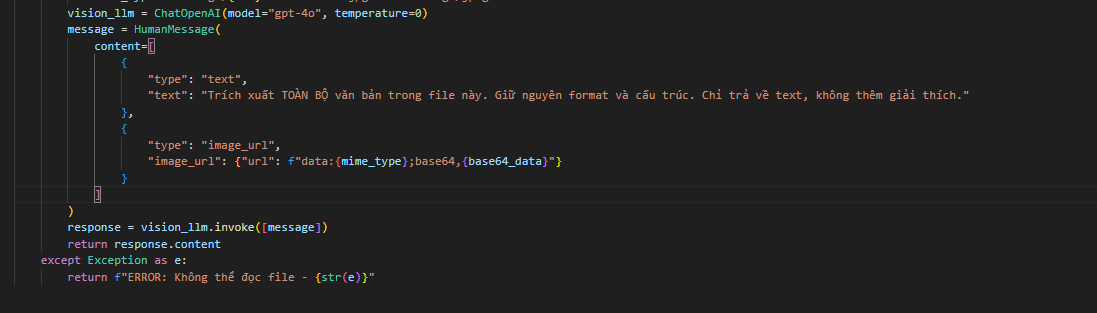 vision_llm = ChatOpenAI(model="gpt-4o", temperature=0)
message = HumanMessage(
content=[
{
"type": "text",
"text": "Trích xuất TOÀN BỘ văn bản trong file này. Giữ nguyên format và cấu trúc. Chỉ trả về text, không thêm giải thích."
},
{
"type": "image_url",
"image_url": {"url": f"data:{mime_type};base64,{base64_data}"}
}
]
)
response = vision_llm.invoke([message])
return response.content
except Exception as e:
return f"ERROR: Không thể đọc file - {str(e)}"